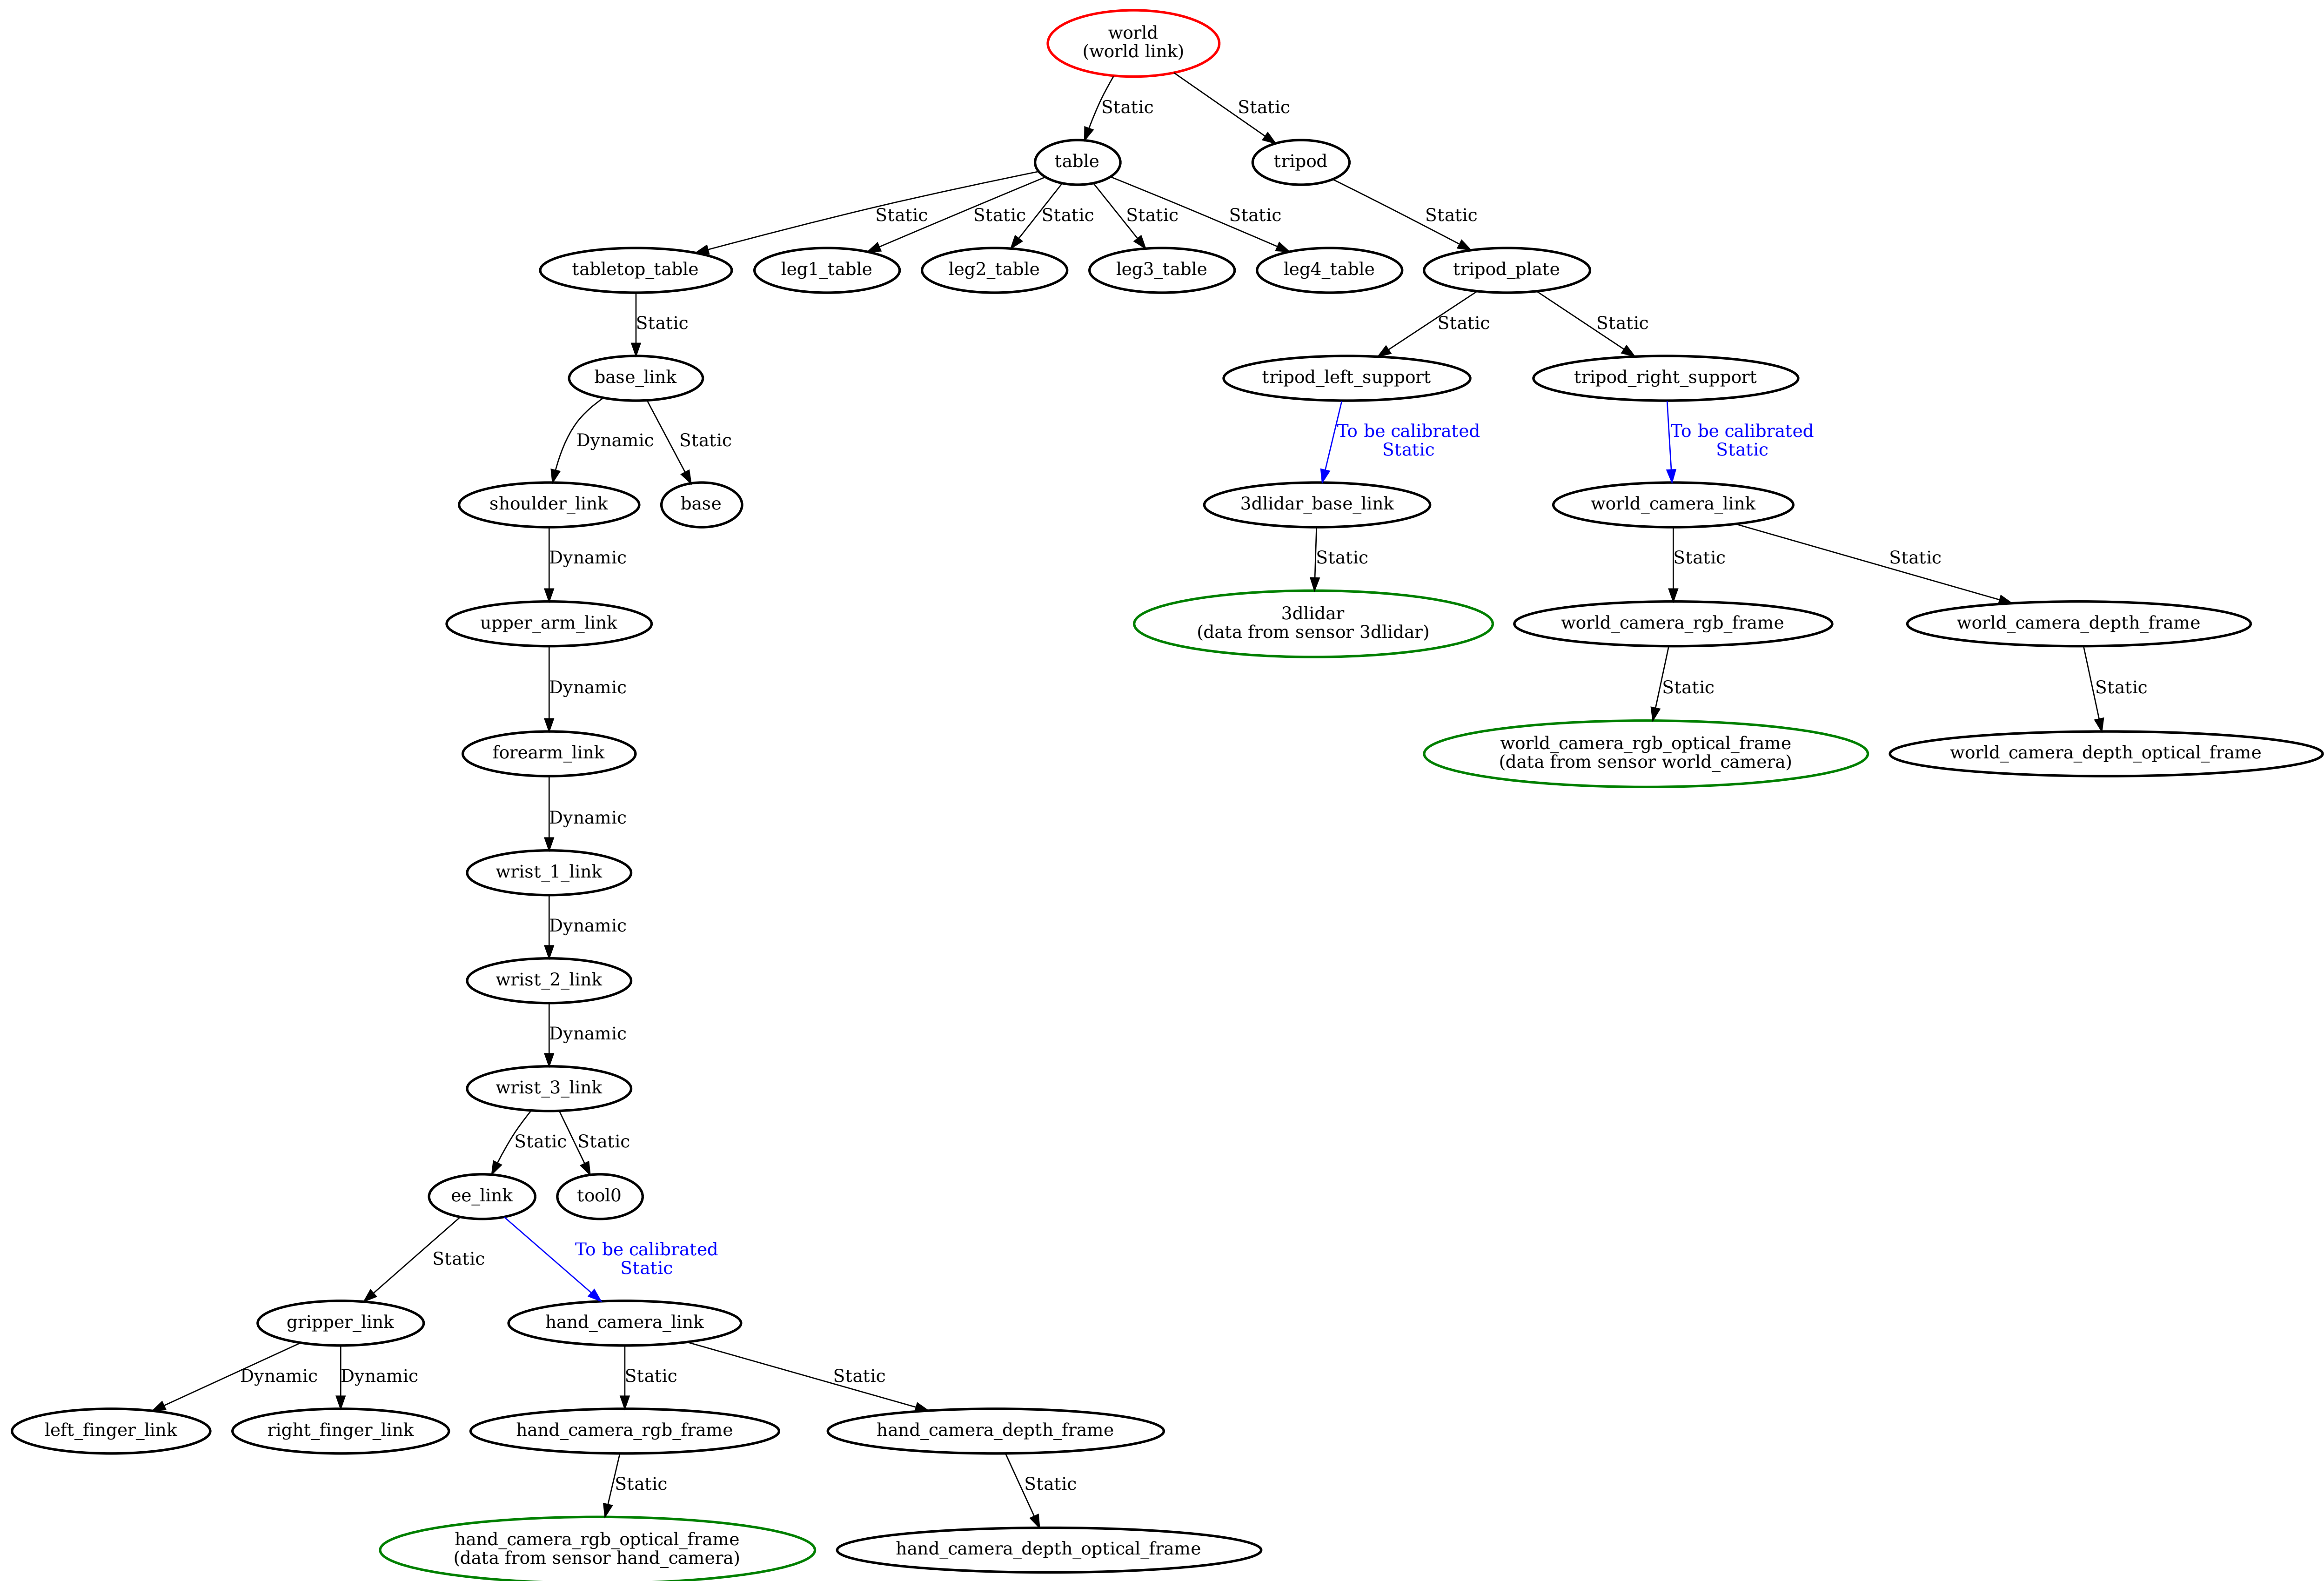 world
(world link)
Static
Static
table
tripod
Static
Static
Static
Static
Static
Static
tabletop_table
leg1_table
leg2_table
leg3_table
leg4_table
tripod_plate
Static
Static
Static
base_link
tripod_left_support
tripod_right_support
Dynamic
Static
To be calibrated
Static
To be calibrated
Static
shoulder_link
base
3dlidar_base_link
world_camera_link
Dynamic
Static
Static
Static
upper_arm_link
3dlidar
(data from sensor 3dlidar)
world_camera_rgb_frame
world_camera_depth_frame
Dynamic
Static
Static
forearm_link
world_camera_rgb_optical_frame
(data from sensor world_camera)
world_camera_depth_optical_frame
Dynamic
wrist_1_link
Dynamic
wrist_2_link
Dynamic
wrist_3_link
Static
Static
ee_link
tool0
Static
To be calibrated
Static
gripper_link
hand_camera_link
Dynamic
Dynamic
Static
Static
left_finger_link
right_finger_link
hand_camera_rgb_frame
hand_camera_depth_frame
Static
Static
hand_camera_rgb_optical_frame
(data from sensor hand_camera)
hand_camera_depth_optical_frame